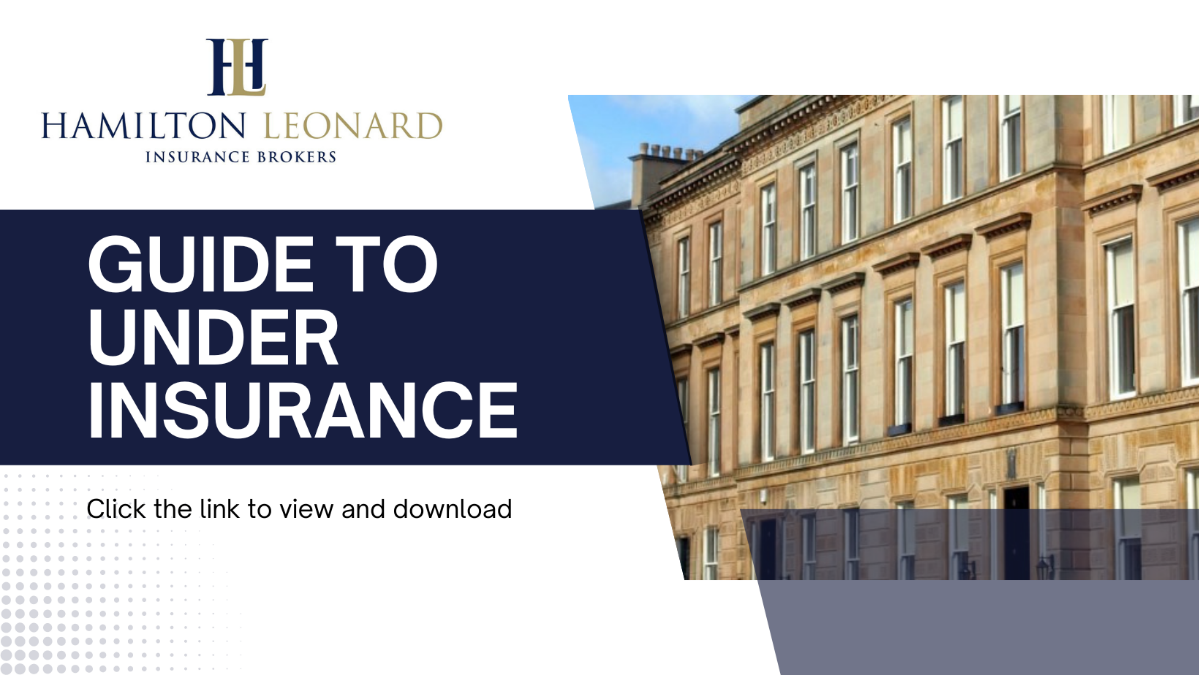 HL
HAMILTON LEONARD
INSURANCE BROKERS
GUIDE TO
UNDER
INSURANCE
Click the link to view and download